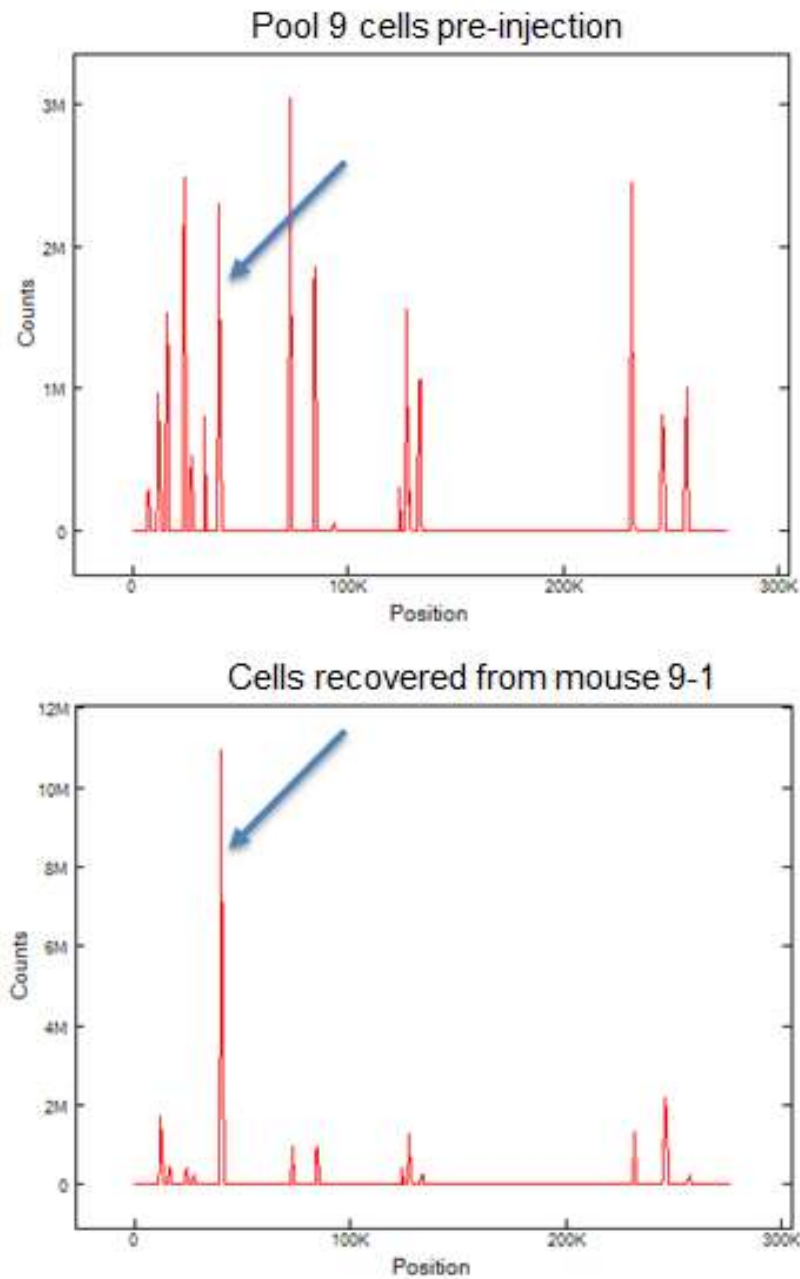 Pool 9 cells pre-injection
3M
2M
1M
0
Counts
0 100K 200K 300K
Position
Cells recovered from mouse 9-1
12M
10M
8M
6M
4M
2M
0
Counts
0 100K 200K 300K
Position